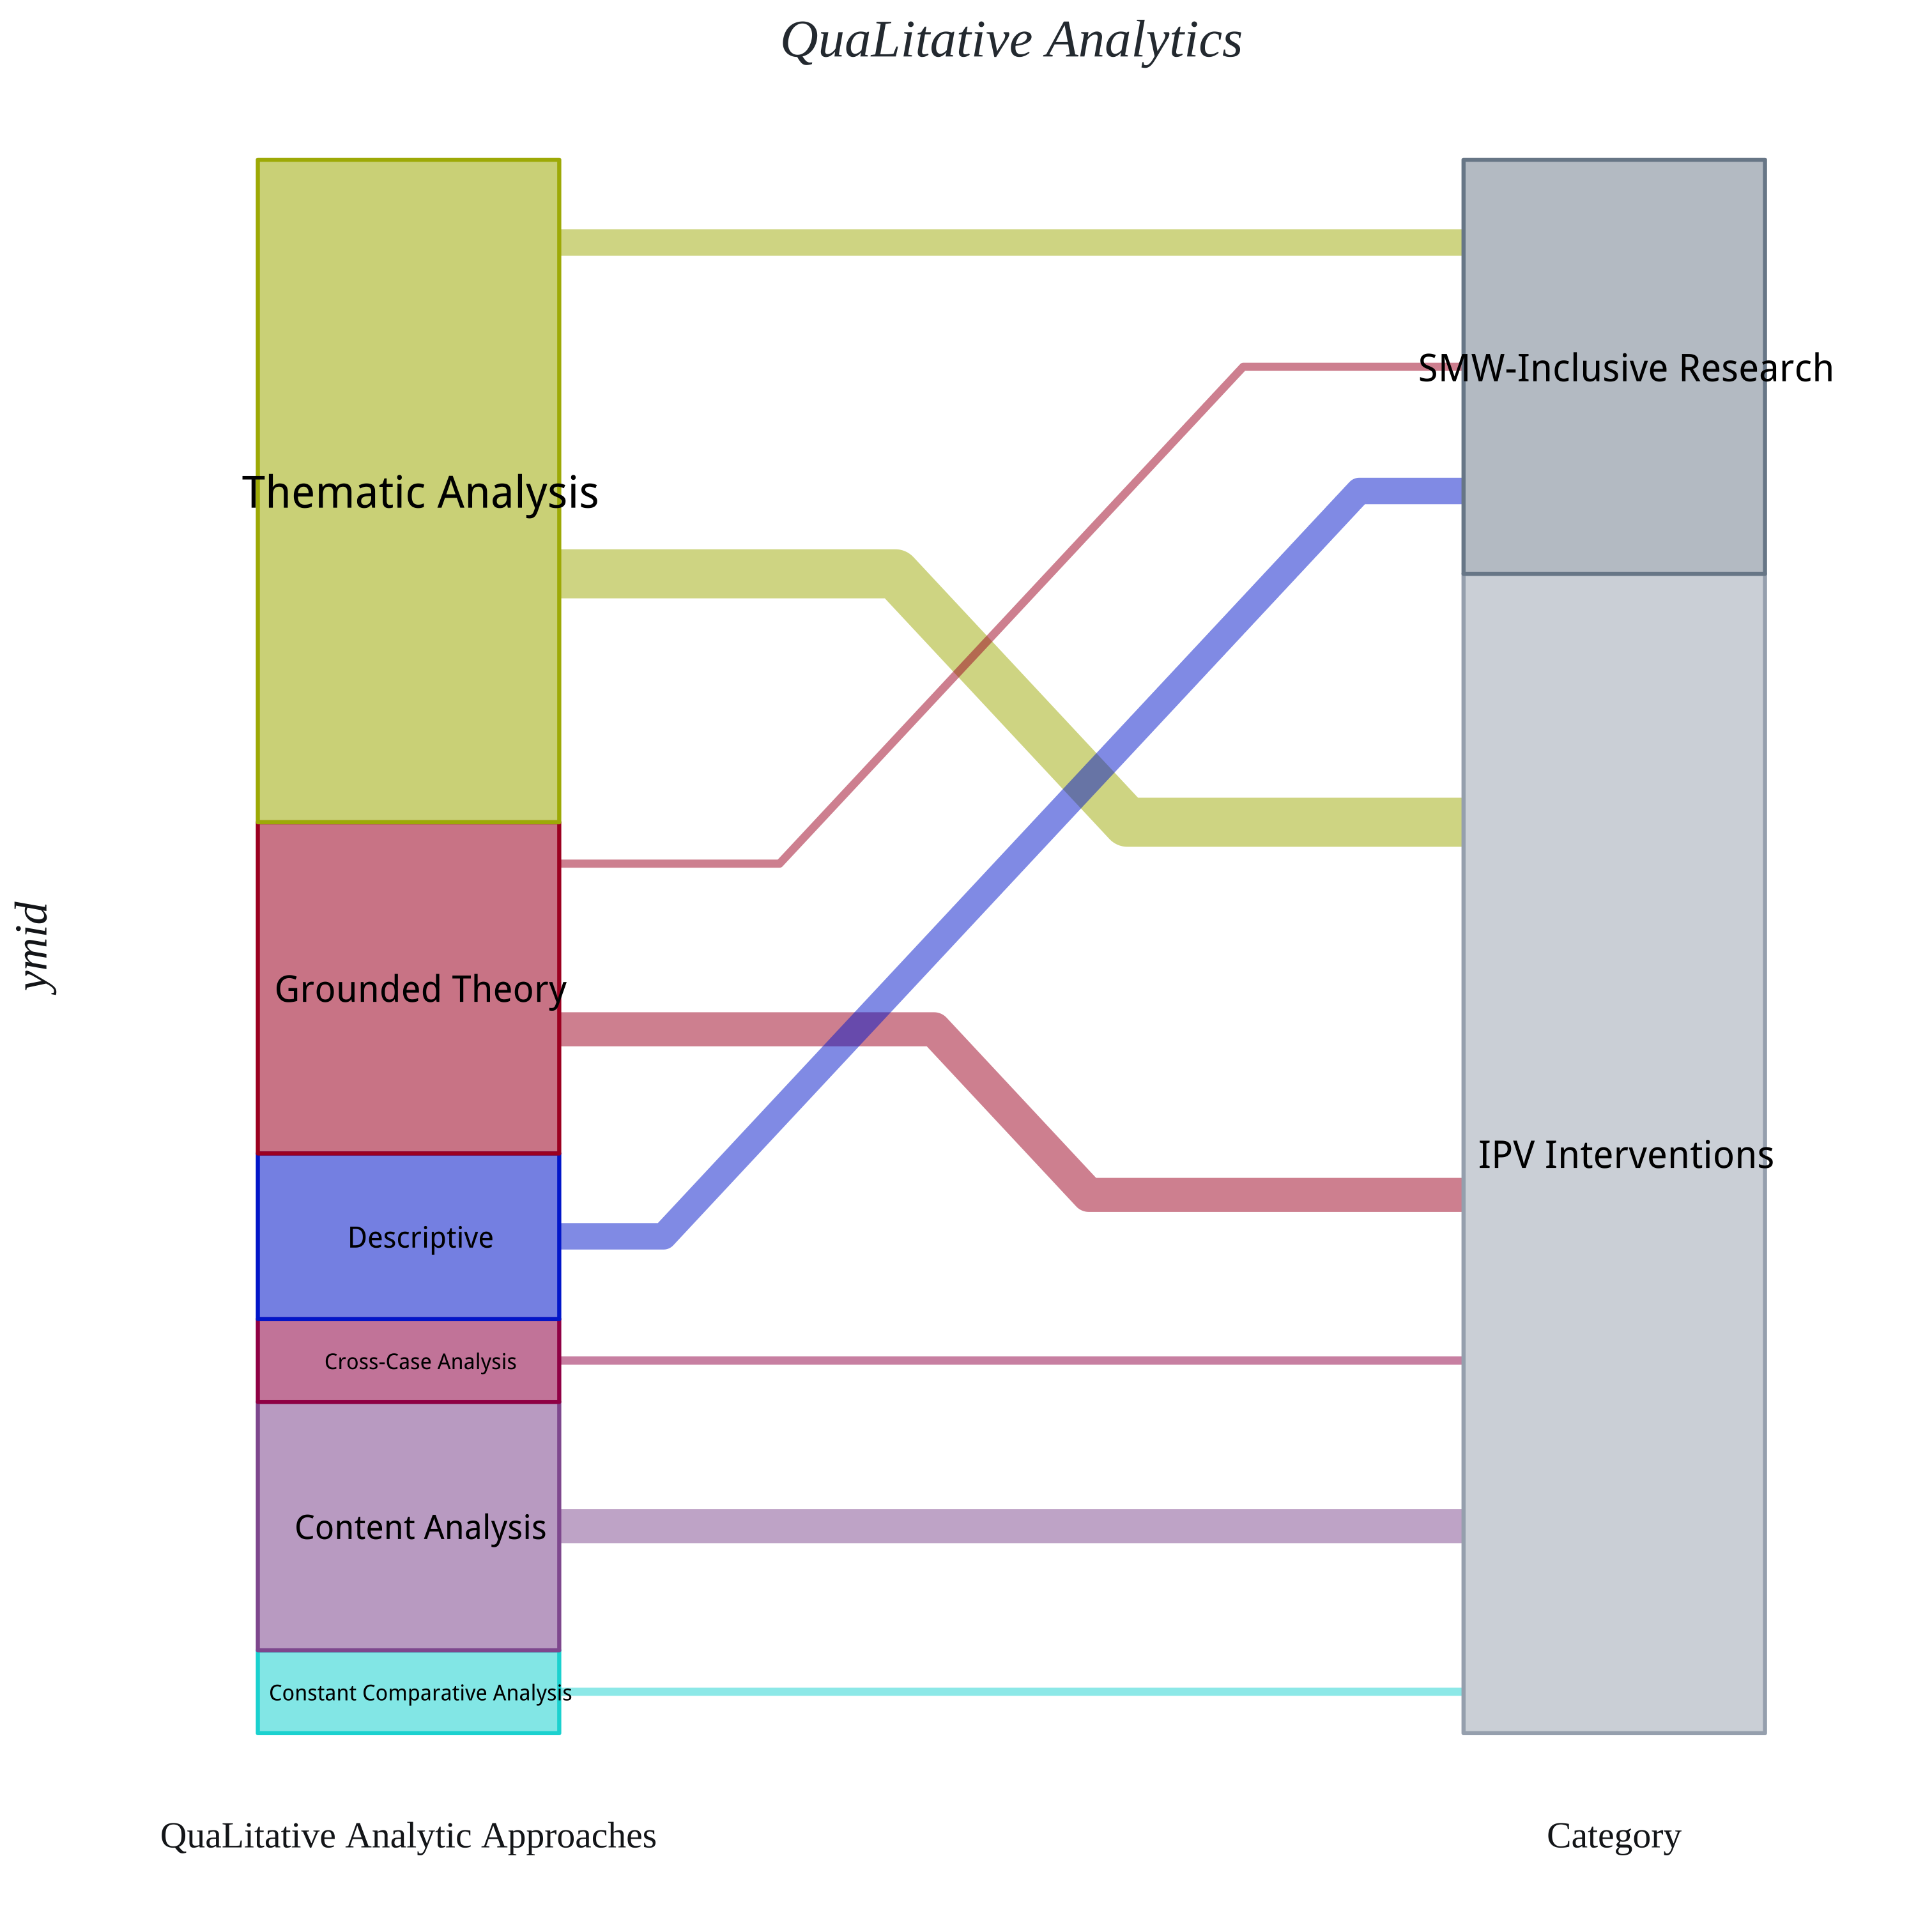 QuaLitative Analytics
SMW-Inclusive Research
Thematic Analysis
ymid
Grounded Theory
IPV Interventions
Descriptive
Cross-Case Analysis
Content Analysis
Constant Comparative Analysis
QuaLitative Analytic Approaches
Category